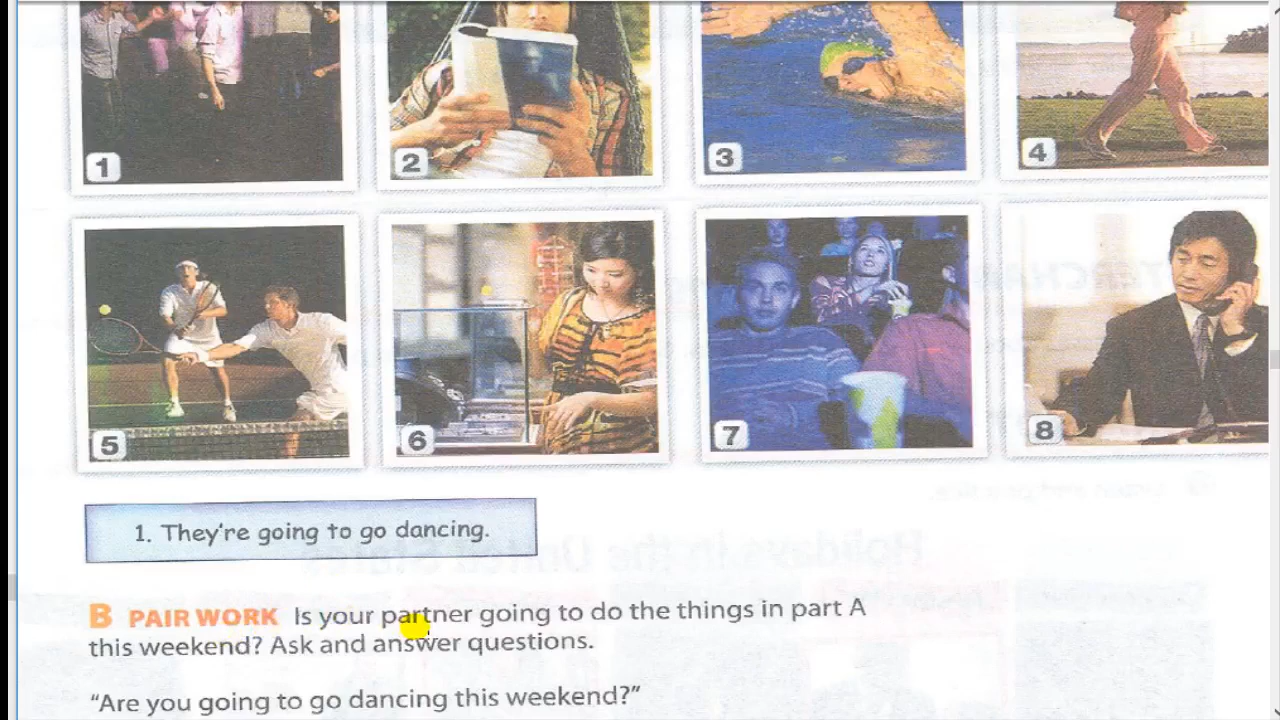 1 2 3 4
5 6 7 8
1. They're going to go dancing.
B PAIR WORK Is your partner going to do the things in part A
this weekend? Ask and answer questions.
"Are you going to go dancing this weekend?"